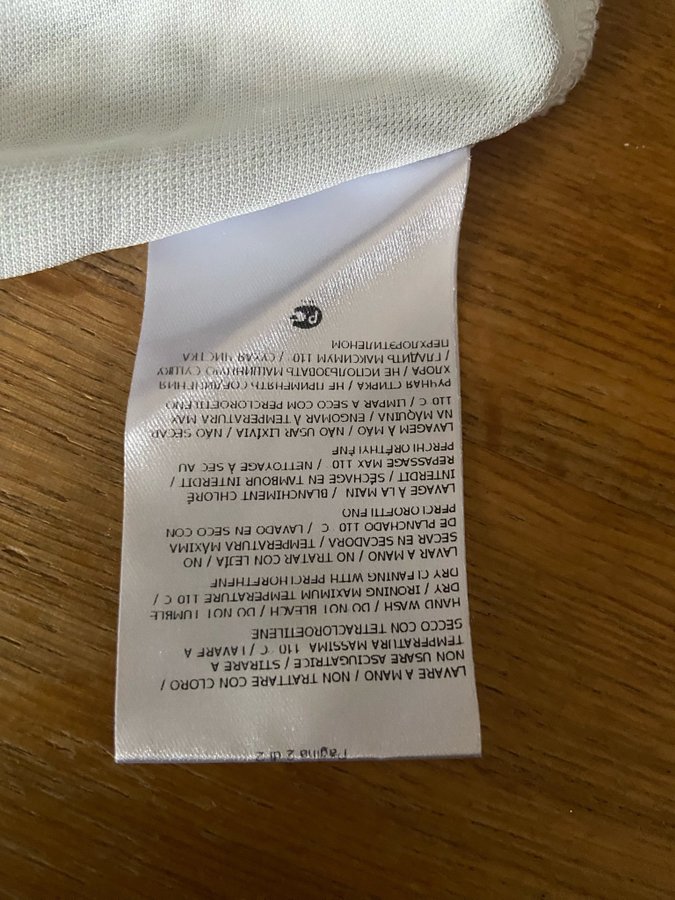 Pagina 2 di 2
LAVARE A MANO / NON TRATTARE CON CLORO /
NON USARE ASCIUGATRICE / STIRARE A
TEMPERATURA MASSIMA 110 C / LAVARE A
SECCO CON TETRACLOROETILENE
HAND WASH / DO NOT BLEACH / DO NOT TUMBLE
DRY / IRONING MAXIMUM TEMPERATURE 110 C /
DRY CLEANING WITH PERCHORETHENE
LAVAR A MANO / NO TRATAR CON LEJIA / NO
SECAR EN SECADORA / TEMPERATURA MÁXIMA
DE PLANCHADO 110 C / LAVADO EN SECO CON
PERCLOROETILENO
LAVAGE À LA MAIN / BLANCHIMENT CHLORÉ
INTERDIT / SÉCHAGE EN TAMBOUR INTERDIT /
REPASSAGE MAX 110 / NETTOYAGE À SEC AU
PERCHLORÉTHYLÈNE
LAVAGEM À MÃO / NÃO USAR LIXÍVIA / NÃO SECAR
NA MÁQUINA / ENGOMAR À TEMPERATURA MAX
110 C / LIMPAR A SECO COM PERCLOROETILENO
РУЧНАЯ СТИРКА / НЕ ПРИМЕНЯТЬ СОЕДИНЕНИЯ
ХЛОРА / НЕ ИСПОЛЬЗОВАТЬ МАШИННУЮ СУШКУ
/ ГЛАДИТЬ МАКСИМУМ 110 / СУХАЯ ЧИСТКА
ПЕРХЛОРЭТИЛЕНОМ